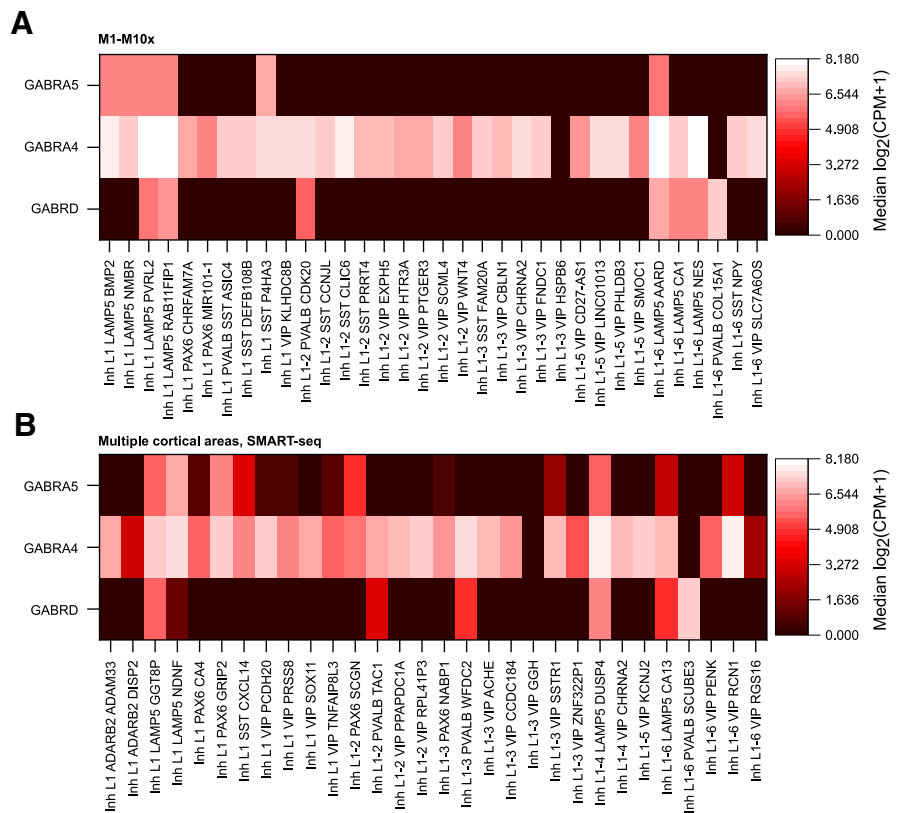 A
M1-M10x
GABRA5
GABRA4
GABRD
8.180
6.544
4.908
3.272
1.636
0.000
Median log2(CPM+1)
Inh L1 LAMP5 BMP2
Inh L1 LAMP5 NMBR
Inh L1 LAMP5 PVRL2
Inh L1 LAMP5 RAB11FIP1
Inh L1 PAX6 CHRFAM7A
Inh L1 PAX6 MIR101-1
Inh L1 PVALB SST ASIC4
Inh L1 SST DEFB108B
Inh L1 SST P4HA3
Inh L1 VIP KLHDC8B
Inh L1-2 PVALB CDK20
Inh L1-2 SST CCNJL
Inh L1-2 SST CLIC6
Inh L1-2 SST PRRT4
Inh L1-2 VIP EXPH5
Inh L1-2 VIP HTR3A
Inh L1-2 VIP PTGER3
Inh L1-2 VIP SCML4
Inh L1-2 VIP WNT4
Inh L1-3 SST FAM20A
Inh L1-3 VIP CBLN1
Inh L1-3 VIP CHRNA2
Inh L1-3 VIP FNDC1
Inh L1-3 VIP HSPB6
Inh L1-5 VIP CD27-AS1
Inh L1-5 VIP LINC01013
Inh L1-5 VIP PHLDB3
Inh L1-5 VIP SMOC1
Inh L1-6 LAMP5 AARD
Inh L1-6 LAMP5 CA1
Inh L1-6 LAMP5 NES
Inh L1-6 PVALB COL15A1
Inh L1-6 SST NPY
Inh L1-6 VIP SLC7A6OS
B
Multiple cortical areas, SMART-seq
GABRA5
GABRA4
GABRD
8.180
6.544
4.908
3.272
1.636
0.000
Median log2(CPM+1)
Inh L1 ADARB2 ADAM33
Inh L1 ADARB2 DISP2
Inh L1 LAMP5 GGT8P
Inh L1 LAMP5 NDNF
Inh L1 PAX6 CA4
Inh L1 PAX6 GRIP2
Inh L1 SST CXCL14
Inh L1 VIP PCDH20
Inh L1 VIP PRSS8
Inh L1 VIP SOX11
Inh L1 VIP TNFAIP8L3
Inh L1-2 PAX6 SCGN
Inh L1-2 PVALB TAC1
Inh L1-2 VIP PPAPDC1A
Inh L1-2 VIP RPL41P3
Inh L1-3 PAX6 NABP1
Inh L1-3 PVALB WFDC2
Inh L1-3 VIP ACHE
Inh L1-3 VIP CCDC184
Inh L1-3 VIP GGH
Inh L1-3 VIP SSTR1
Inh L1-3 VIP ZNF322P1
Inh L1-4 LAMP5 DUSP4
Inh L1-4 VIP CHRNA2
Inh L1-5 VIP KCNJ2
Inh L1-6 LAMP5 CA13
Inh L1-6 PVALB SCUBE3
Inh L1-6 VIP PENK
Inh L1-6 VIP RCN1
Inh L1-6 VIP RGS16